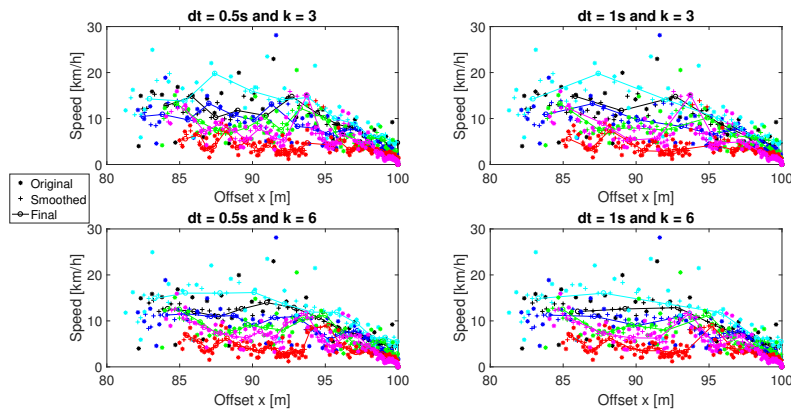 dt = 0.5s and k = 3
30
20
10
0
Speed [km/h]
80 85 90 95 100
Offset x [m]
dt = 1s and k = 3
30
20
10
0
Speed [km/h]
80 85 90 95 100
Offset x [m]
Original
Smoothed
Final
dt = 0.5s and k = 6
30
20
10
0
Speed [km/h]
80 85 90 95 100
Offset x [m]
dt = 1s and k = 6
30
20
10
0
Speed [km/h]
80 85 90 95 100
Offset x [m]